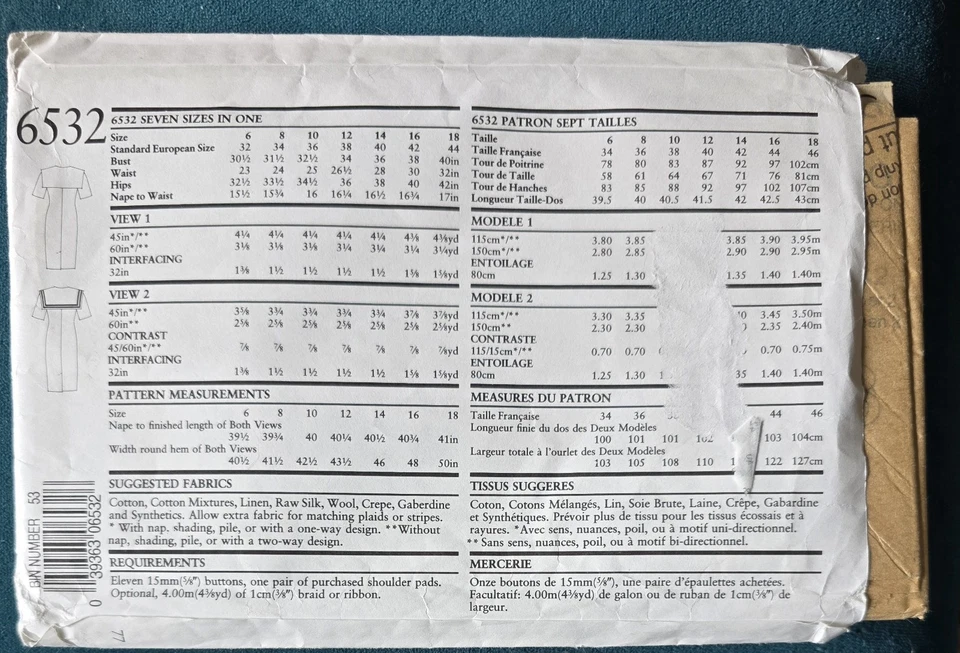 6532
6532 SEVEN SIZES IN ONE
Size 6 8 10 12 14 16 18
Standard European Size 32 34 36 38 40 42 44
Bust 30½ 31½ 32½ 34 36 38 40in
Waist 23 24 25 26½ 28 30 32in
Hips 32½ 33½ 34½ 36 38 40 42in
Nape to Waist 15½ 15¾ 16 16¼ 16½ 16¾ 17in
VIEW 1
45in*/** 4¼ 4¼ 4¼ 4¼ 4¼ 4⅜ 4⅜yd
60in*/** 3⅛ 3⅛ 3⅛ 3¼ 3¼ 3¼ 3¼yd
INTERFACING
32in 1⅜ 1½ 1½ 1½ 1½ 1⅝ 1⅝yd
VIEW 2
45in*/** 3⅝ 3¾ 3¾ 3¾ 3¾ 3⅞ 3⅞yd
60in** 2⅝ 2⅝ 2⅝ 2⅝ 2⅝ 2⅝ 2⅝yd
CONTRAST
45/60in*/** ⅞ ⅞ ⅞ ⅞ ⅞ ⅞ ⅞yd
INTERFACING
32in 1⅜ 1½ 1½ 1½ 1½ 1⅝ 1⅝yd
PATTERN MEASUREMENTS
Size 6 8 10 12 14 16 18
Nape to finished length of Both Views
39½ 39¾ 40 40¼ 40½ 40¾ 41in
Width round hem of Both Views
40½ 41½ 42½ 43½ 46 48 50in
SUGGESTED FABRICS
Cotton, Cotton Mixtures, Linen, Raw Silk, Wool, Crepe, Gaberdine
and Synthetics. Allow extra fabric for matching plaids or stripes.
* With nap, shading, pile, or with a one-way design. **Without
nap, shading, pile, or with a two-way design.
REQUIREMENTS
Eleven 15mm(⅝") buttons, one pair of purchased shoulder pads.
Optional, 4.00m(4⅜yd) of 1cm(⅜") braid or ribbon.
6532 PATRON SEPT TAILLES
Taille 6 8 10 12 14 16 18
Taille Française 34 36 38 40 42 44 46
Tour de Poitrine 78 80 83 87 92 97 102cm
Tour de Taille 58 61 64 67 71 76 81cm
Tour de Hanches 83 85 88 92 97 102 107cm
Longueur Taille-Dos 39.5 40 40.5 41.5 42 42.5 43cm
MODELE 1
115cm*/** 3.80 3.85 3.85 3.90 3.95m
150cm*/** 2.80 2.85 2.90 2.90 2.95m
ENTOILAGE
80cm 1.25 1.30 1.35 1.40 1.40m
MODELE 2
115cm*/** 3.30 3.35 3.45 3.50m
150cm** 2.30 2.30 2.35 2.40m
CONTRASTE
115/15cm*/** 0.70 0.70 0.70 0.75m
ENTOILAGE
80cm 1.25 1.30 1.40 1.40m
MESURES DU PATRON
Taille Française 34 36 44 46
Longueur finie du dos des Deux Modèles
100 101 101 102 103 104cm
Largeur totale à l'ourlet des Deux Modèles
103 105 108 110 122 127cm
TISSUS SUGGERES
Coton, Cotons Mélangés, Lin, Soie Brute, Laine, Crêpe, Gabardine
et Synthétiques. Prévoir plus de tissu pour les tissus écossais et à
rayures. *Avec sens, nuances, poil, ou à motif uni-directionnel.
** Sans sens, nuances, poil, ou à motif bi-directionnel.
MERCERIE
Onze boutons de 15mm(⅝"), une paire d'épaulettes achetées.
Facultatif: 4.00m(4⅜yd) de galon ou de ruban de 1cm(⅜") de
largeur.
BIN NUMBER 53
0 39363 06532
77